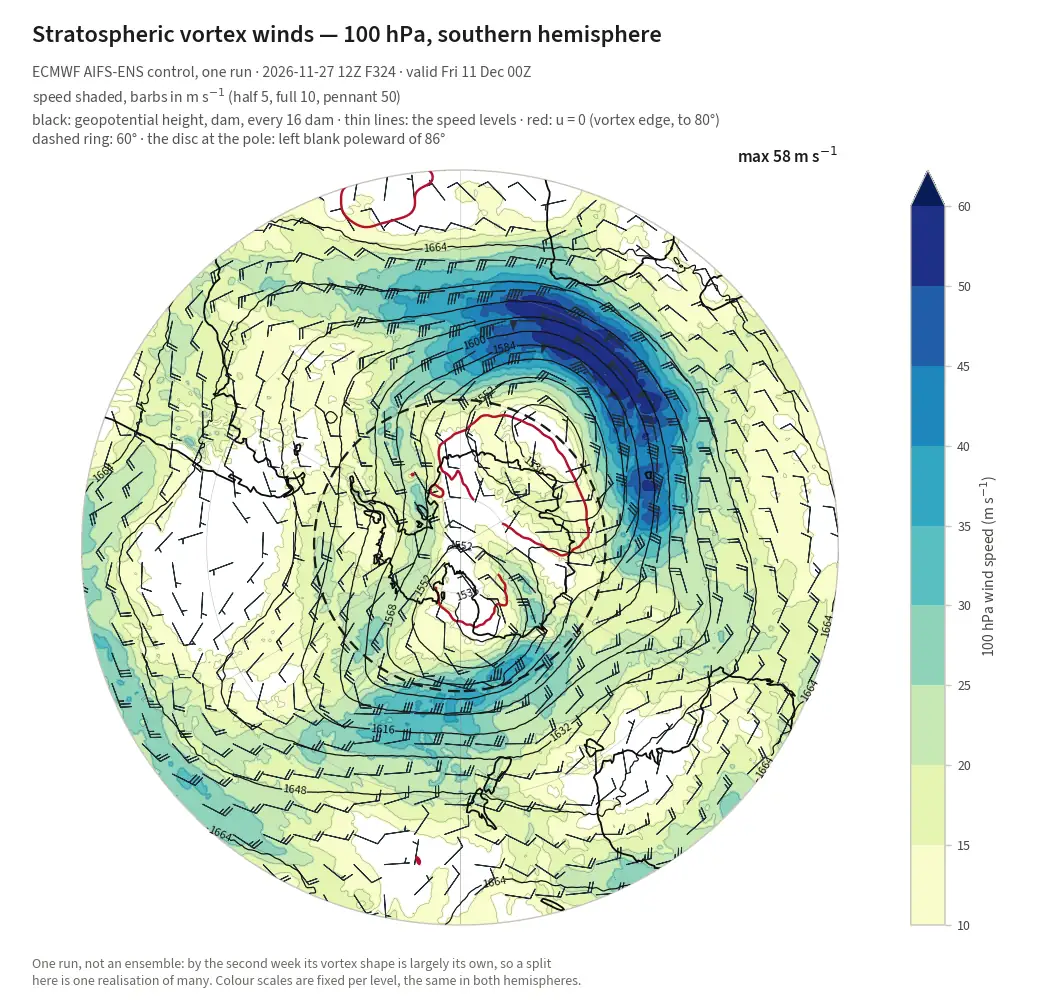 Stratospheric vortex winds — 100 hPa, southern hemisphere
ECMWF AIFS-ENS control, one run · 2026-11-27 12Z F324 · valid Fri 11 Dec 00Z
speed shaded, barbs in m s⁻¹ (half 5, full 10, pennant 50)
black: geopotential height, dam, every 16 dam · thin lines: the speed levels · red: u = 0 (vortex edge, to 80°)
dashed ring: 60° · the disc at the pole: left blank poleward of 86°
max 58 m s⁻¹
60
50
45
40
35
30
25
20
15
10
100 hPa wind speed (m s⁻¹)
1664
1600
1584
1536
1664
1552
1552
1536
1568
1664
1616
1632
1648
1664
1664
1664
One run, not an ensemble: by the second week its vortex shape is largely its own, so a split
here is one realisation of many. Colour scales are fixed per level, the same in both hemispheres.